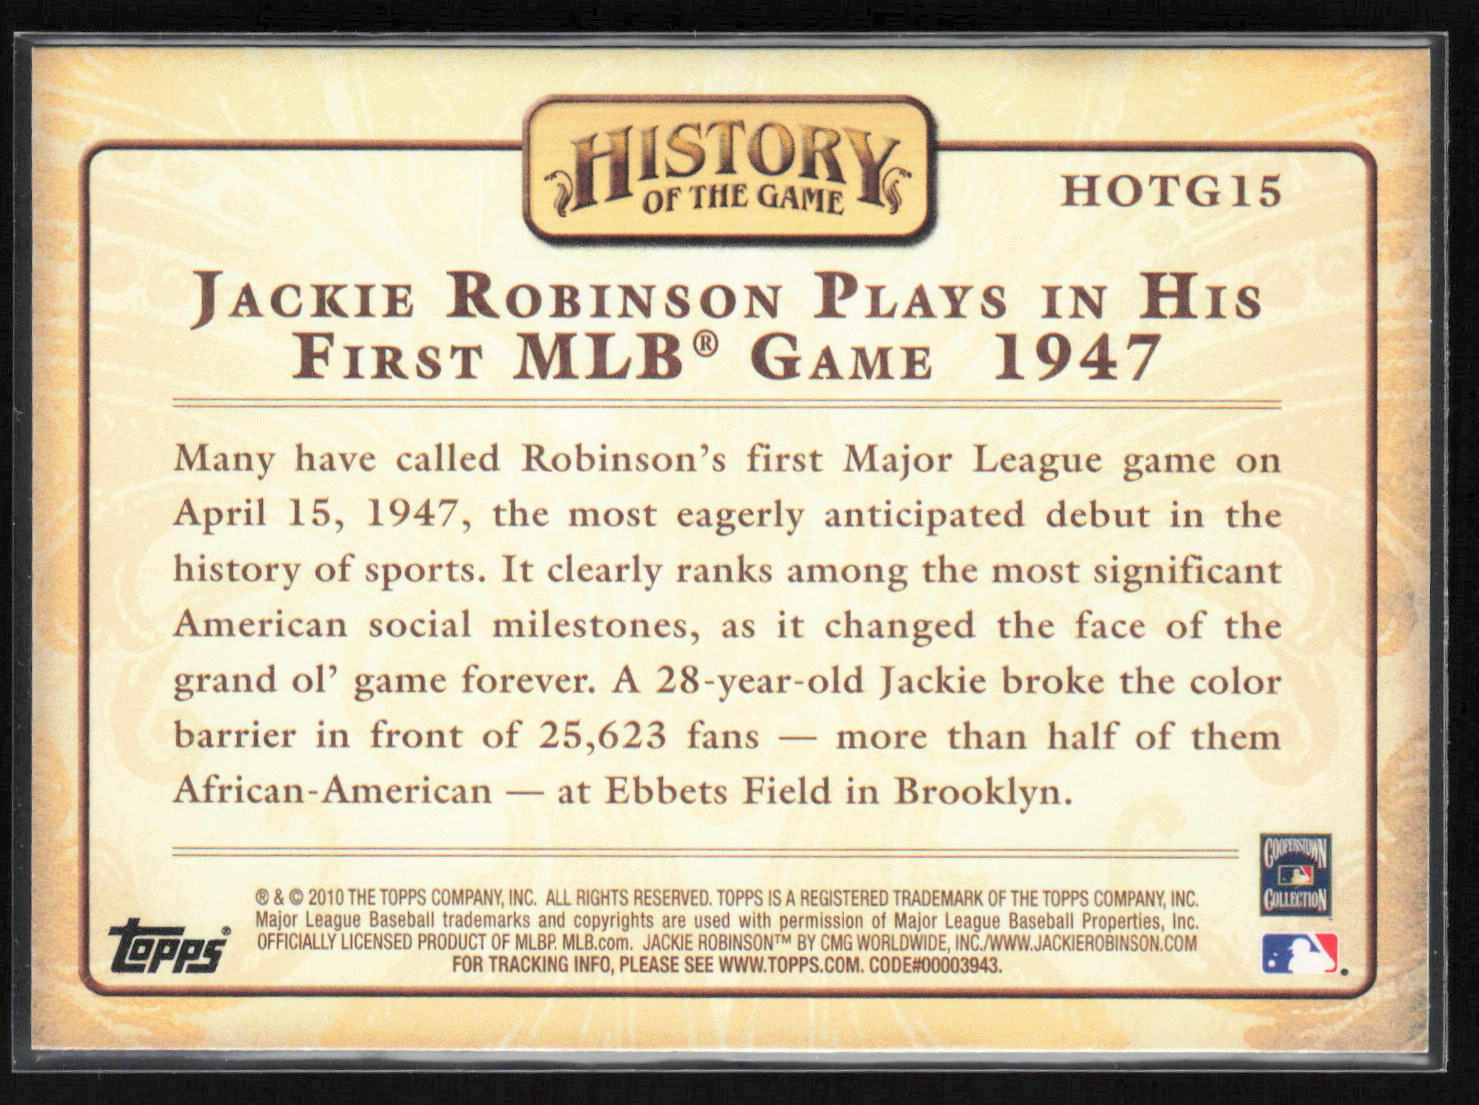 HISTORY
OF THE GAME
HOTG15
JACKIE ROBINSON PLAYS IN HIS
FIRST MLB® GAME 1947
Many have called Robinson's first Major League game on
April 15, 1947, the most eagerly anticipated debut in the
history of sports. It clearly ranks among the most significant
American social milestones, as it changed the face of the
grand ol' game forever. A 28-year-old Jackie broke the color
barrier in front of 25,623 fans — more than half of them
African-American — at Ebbets Field in Brooklyn.
COOPERSTOWN
COLLECTION
® & © 2010 THE TOPPS COMPANY, INC. ALL RIGHTS RESERVED. TOPPS IS A REGISTERED TRADEMARK OF THE TOPPS COMPANY, INC.
Major League Baseball trademarks and copyrights are used with permission of Major League Baseball Properties, Inc.
OFFICIALLY LICENSED PRODUCT OF MLBP. MLB.com. JACKIE ROBINSON™ BY CMG WORLDWIDE, INC./WWW.JACKIEROBINSON.COM
FOR TRACKING INFO, PLEASE SEE WWW.TOPPS.COM. CODE#00003943.
topps®